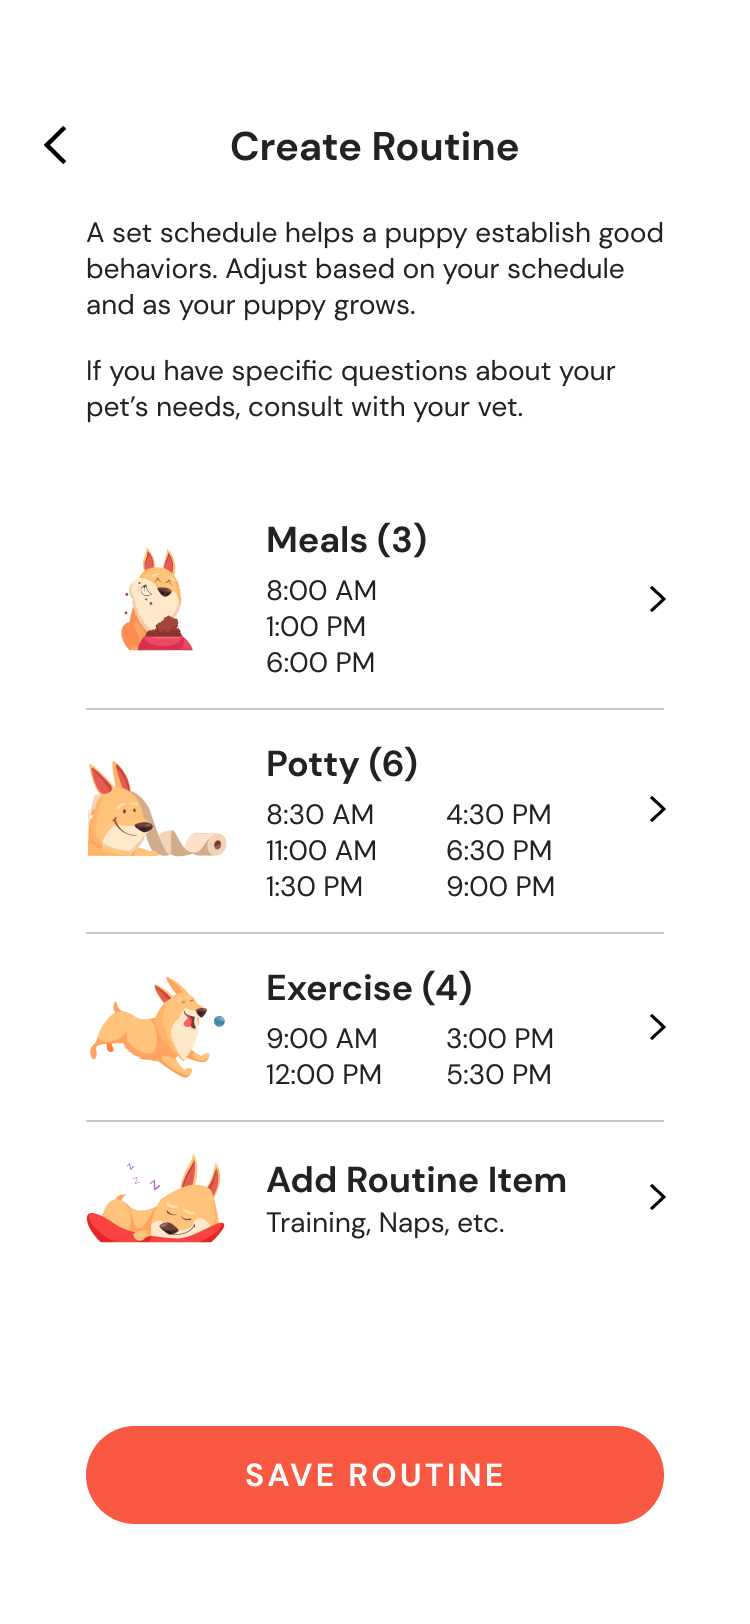 Create Routine
A set schedule helps a puppy establish good
behaviors. Adjust based on your schedule
and as your puppy grows.
If you have specific questions about your
pet’s needs, consult with your vet.
Meals (3)
8:00 AM
1:00 PM
6:00 PM
Potty (6)
8:30 AM
11:00 AM
1:30 PM
4:30 PM
6:30 PM
9:00 PM
Exercise (4)
9:00 AM
12:00 PM
3:00 PM
5:30 PM
z
z
z
Add Routine Item
Training, Naps, etc.
SAVE ROUTINE